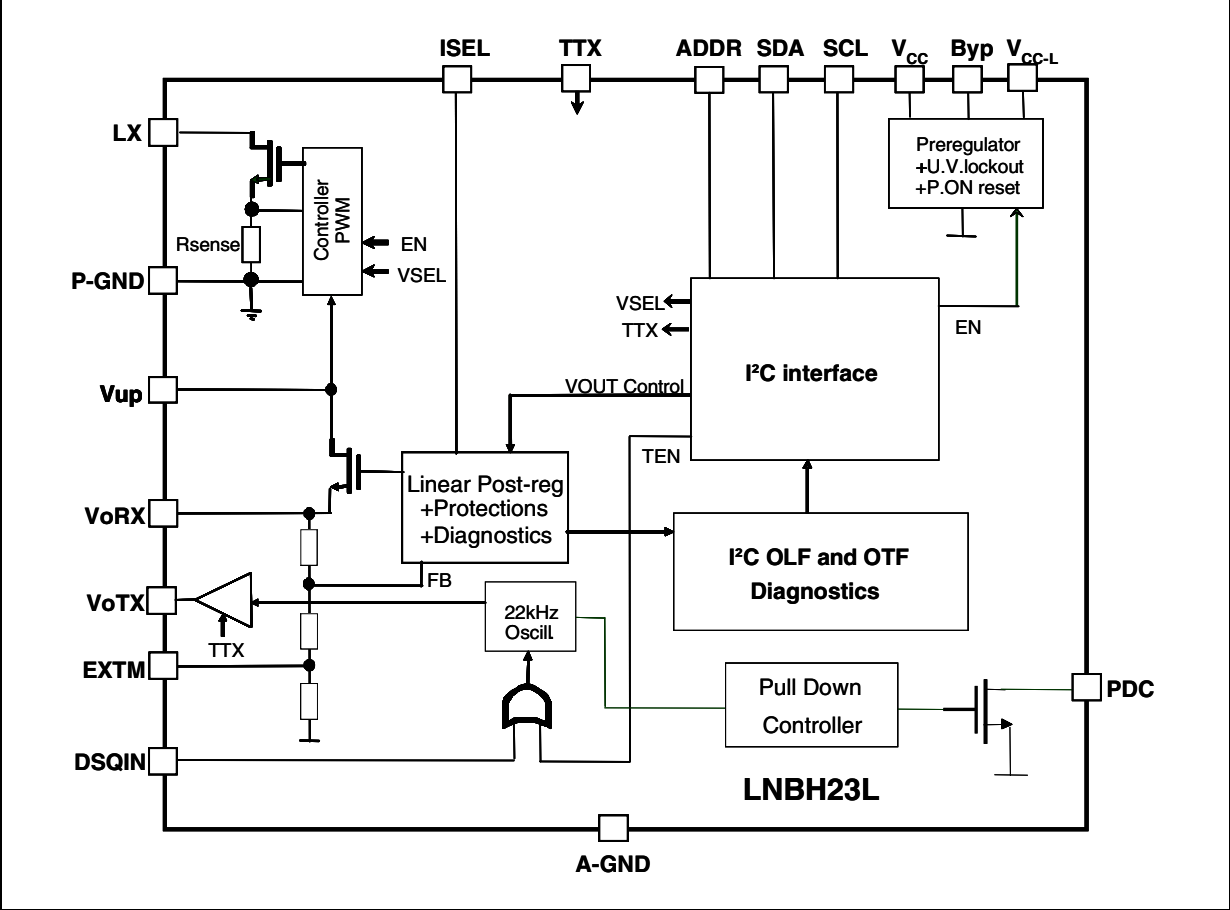 ISEL
TTX
ADDR
SDA
SCL
VCC
Byp
VCC-L
LX
Preregulator
+U.V.lockout
+P.ON reset
Controller
PWM
Rsense
EN
VSEL
P-GND
VSEL
TTX
EN
I²C interface
Vup
VOUT Control
TEN
Linear Post-reg
+Protections
+Diagnostics
VoRX
I²C OLF and OTF
Diagnostics
FB
VoTX
22kHz
Oscill.
TTX
EXTM
Pull Down
Controller
PDC
DSQIN
LNBH23L
A-GND